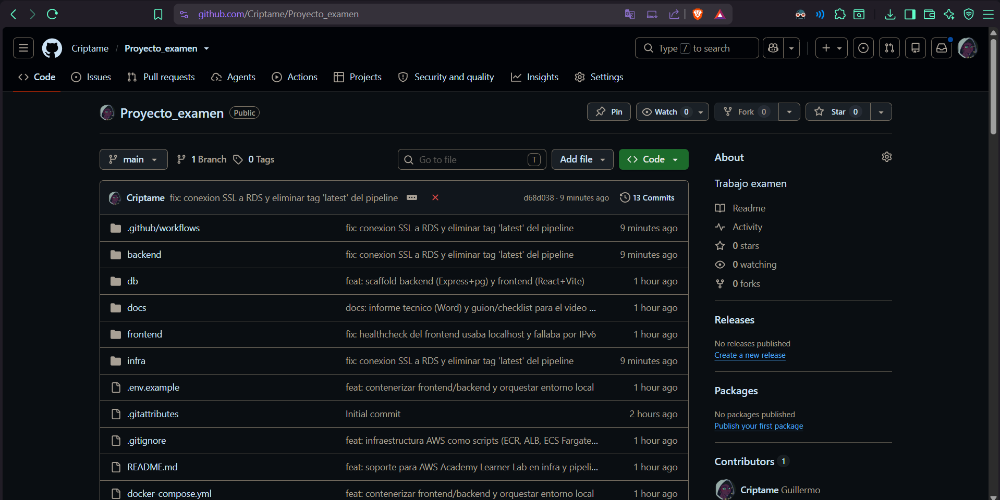 github.com/Criptame/Proyecto_examen
Criptame / Proyecto_examen
Type / to search
Code
Issues
Pull requests
Agents
Actions
Projects
Security and quality
Insights
Settings
Proyecto_examen Public
Pin
Watch 0
Fork 0
Star 0
main
1 Branch
0 Tags
Go to file T
Add file
Code
Criptame fix: conexion SSL a RDS y eliminar tag 'latest' del pipeline d68d038 · 9 minutes ago 13 Commits
.github/workflows fix: conexion SSL a RDS y eliminar tag 'latest' del pipeline 9 minutes ago
backend fix: conexion SSL a RDS y eliminar tag 'latest' del pipeline 9 minutes ago
db feat: scaffold backend (Express+pg) y frontend (React+Vite) 1 hour ago
docs docs: informe tecnico (Word) y guion/checklist para el video ... 1 hour ago
frontend fix: healthcheck del frontend usaba localhost y fallaba por IPv6 1 hour ago
infra fix: conexion SSL a RDS y eliminar tag 'latest' del pipeline 9 minutes ago
.env.example feat: contenerizar frontend/backend y orquestar entorno local 1 hour ago
.gitattributes Initial commit 2 hours ago
.gitignore feat: infraestructura AWS como scripts (ECR, ALB, ECS Fargate... 1 hour ago
README.md feat: soporte para AWS Academy Learner Lab en infra y pipeli... 1 hour ago
docker-compose.yml feat: contenerizar frontend/backend y orquestar entorno local 1 hour ago
About
Trabajo examen
Readme
Activity
0 stars
0 watching
0 forks
Releases
No releases published
Create a new release
Packages
No packages published
Publish your first package
Contributors 1
Criptame Guillermo